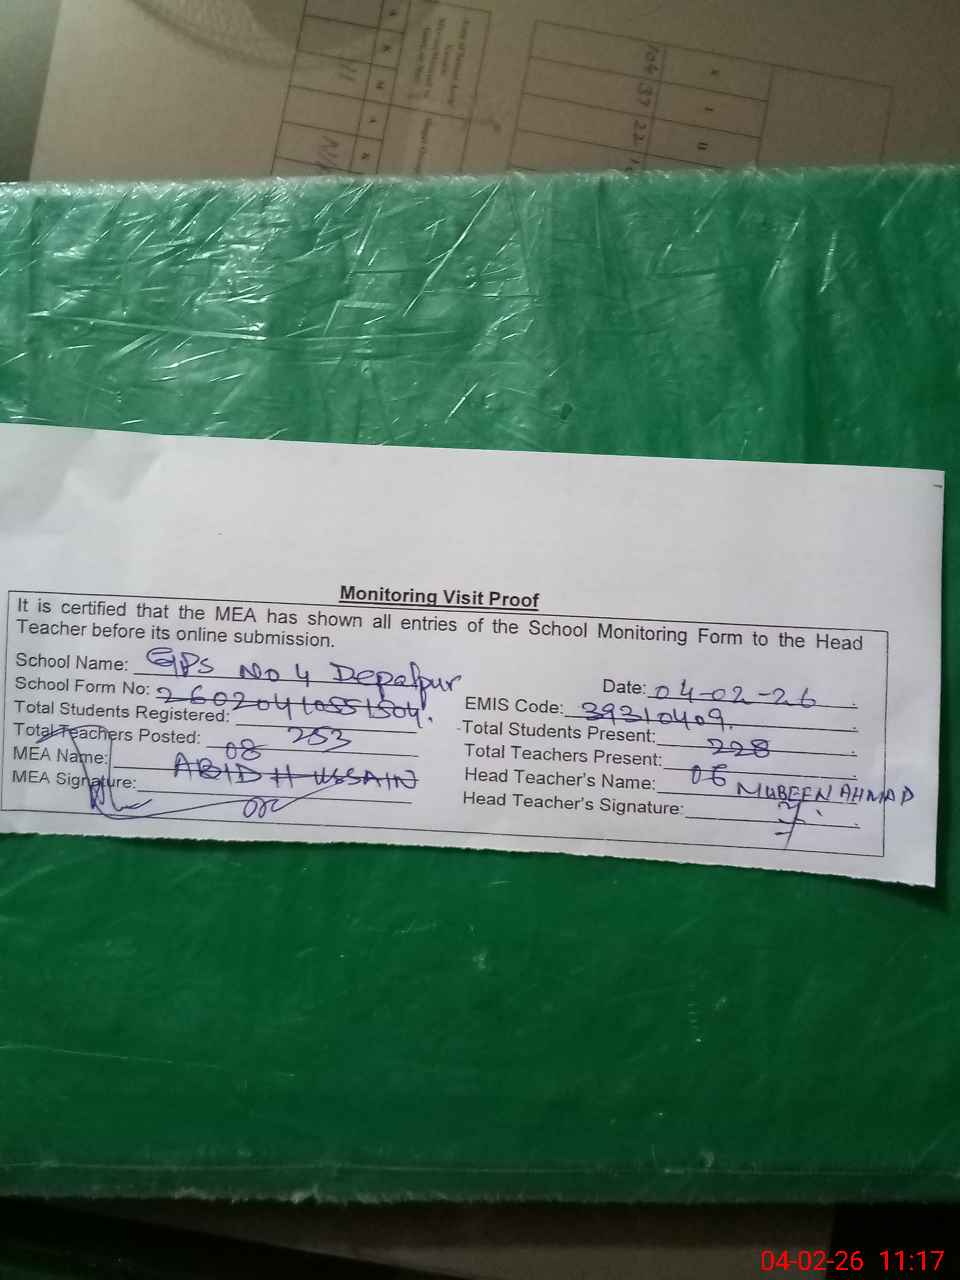 104 37 22
Monitoring Visit Proof
It is certified that the MEA has shown all entries of the School Monitoring Form to the Head
Teacher before its online submission.
School Name: GPS No 4 Depalpur
Date: 04-02-26
School Form No: 26020410551504.
EMIS Code: 39310409.
Total Students Registered: 253
Total Students Present: 228
Total Teachers Posted: 08
Total Teachers Present: 06
MEA Name: ABID HUSSAIN
Head Teacher's Name: MUBEEN AHMAD
MEA Signature:
Head Teacher's Signature:
04-02-26 11:17